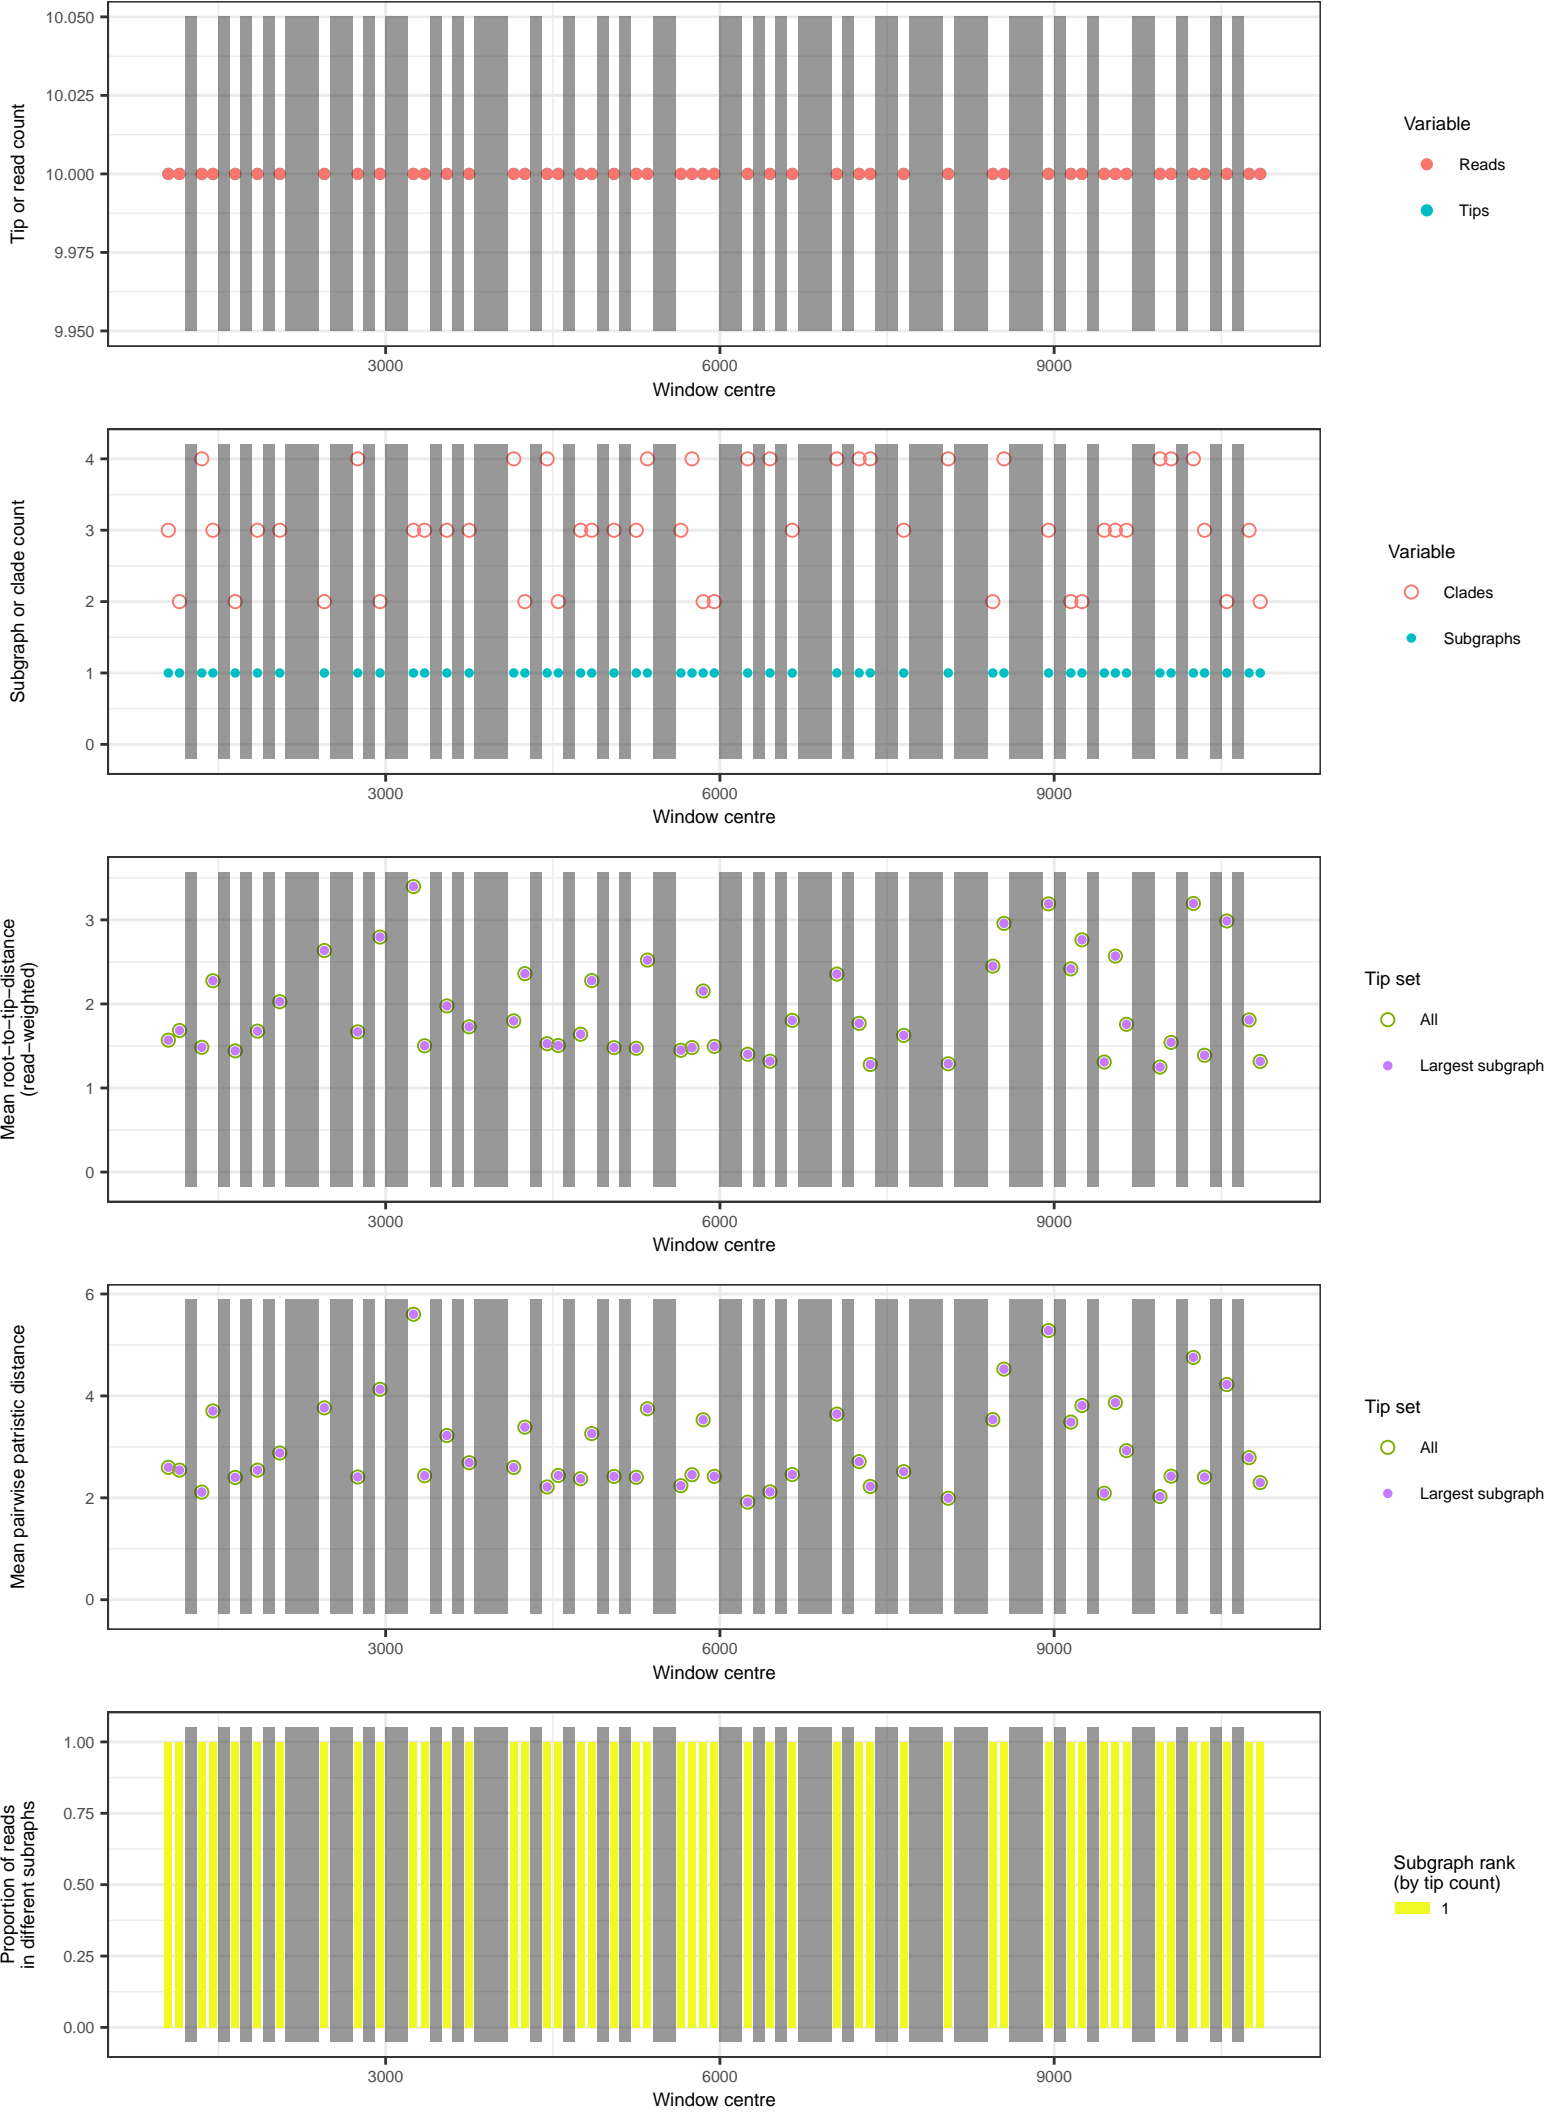 10.050
10.025
10.000
9.975
9.950
Tip or read count
3000
6000
9000
Window centre
Variable
Reads
Tips
4
3
2
1
0
Subgraph or clade count
3000
6000
9000
Window centre
Variable
Clades
Subgraphs
3
2
1
0
Mean root−to−tip−distance
(read−weighted)
3000
6000
9000
Window centre
Tip set
All
Largest subgraph
6
4
2
0
Mean pairwise patristic distance
3000
6000
9000
Window centre
Tip set
All
Largest subgraph
1.00
0.75
0.50
0.25
0.00
Proportion of reads
in different subraphs
3000
6000
9000
Window centre
Subgraph rank
(by tip count)
1